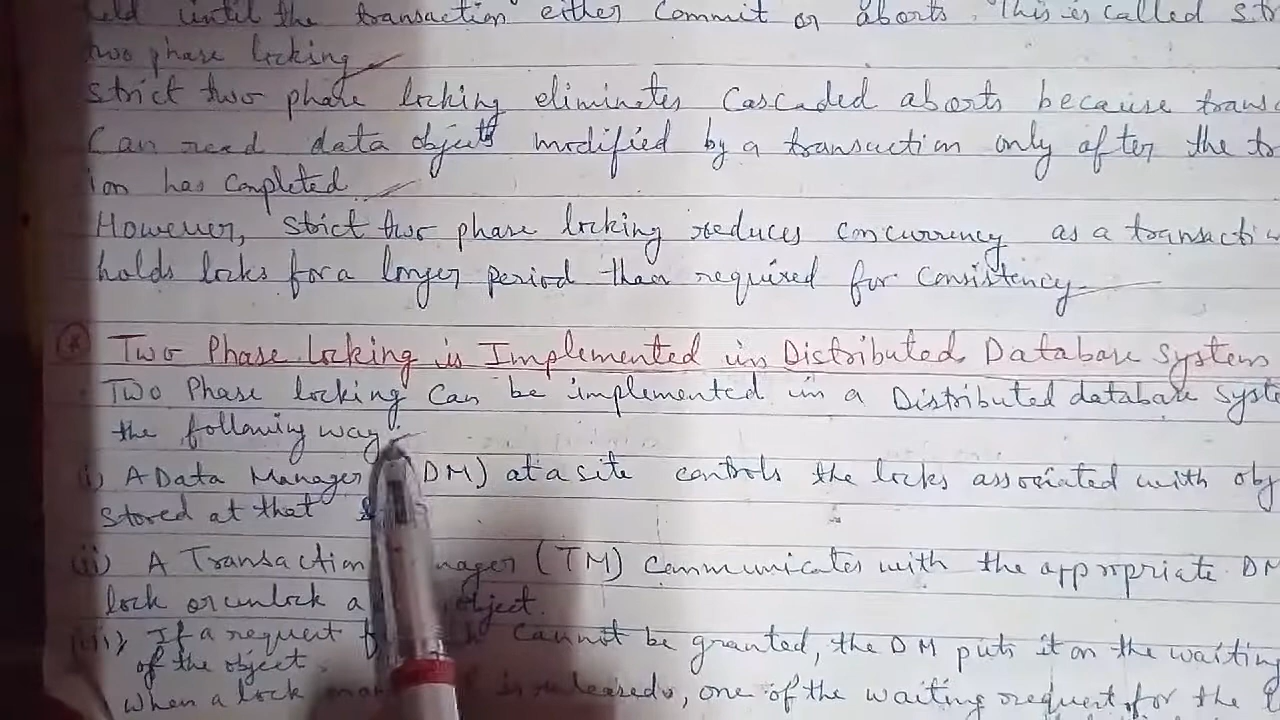 held until the transaction either commit or aborts. This is called str
two phase locking
Strict two phase locking eliminates Cascaded aborts because trans
Can read data objects modified by a transaction only after the tr
ion has completed
However, strict two phase locking reduces concurrency as a transacti
holds locks for a longer period than required for consistency
Two Phase locking is Implemented in Distributed Database System
Two Phase locking can be implemented in a Distributed database syste
the following way:
i) A Data Manager (DM) at a site controls the locks associated with obj
stored at that
ii) A Transaction nager (TM) communicates with the appropriate DM
lock or unlock a object.
iii) If a request cannot be granted, the DM puts it on the waiting
of the object.
When a lock is released, one of the waiting request for the